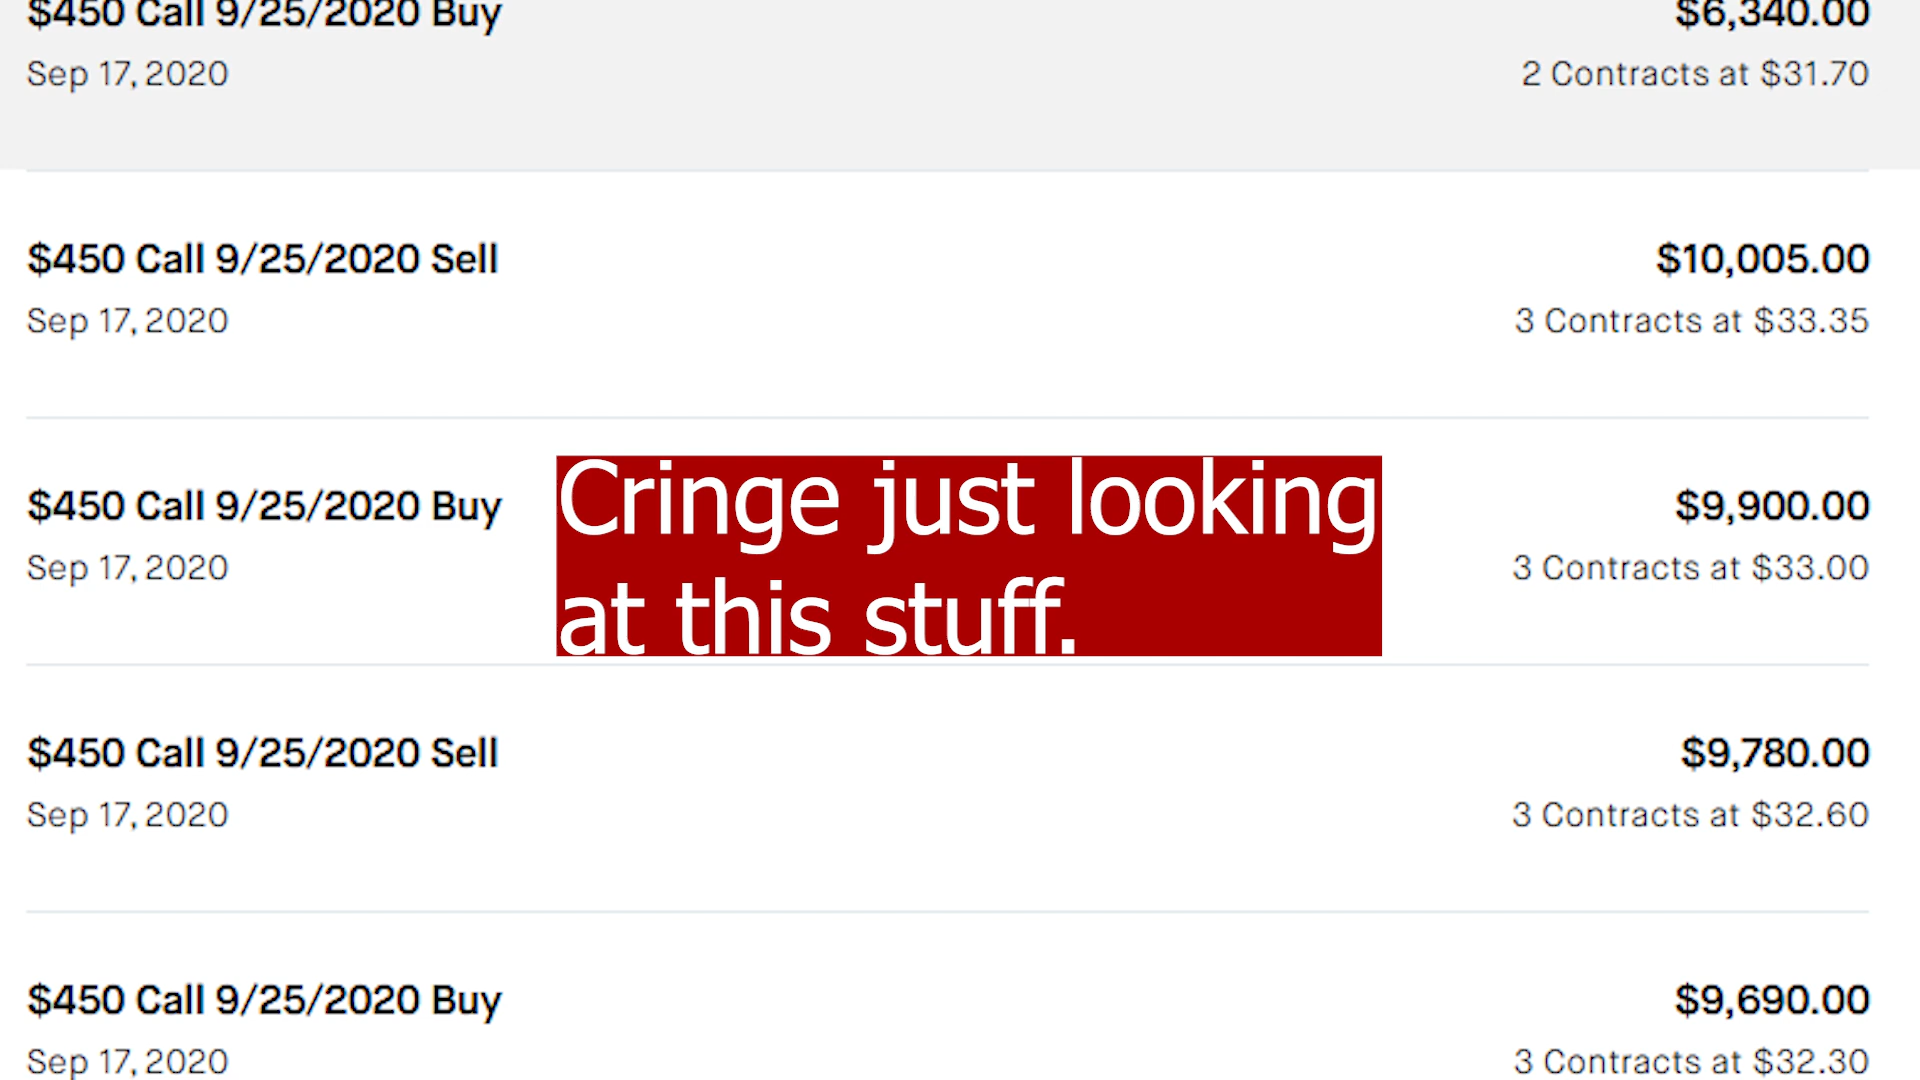 $450 Call 9/25/2020 Buy $6,340.00
Sep 17, 2020 2 Contracts at $31.70
$450 Call 9/25/2020 Sell $10,005.00
Sep 17, 2020 3 Contracts at $33.35
$450 Call 9/25/2020 Buy $9,900.00
Sep 17, 2020 3 Contracts at $33.00
Cringe just looking
at this stuff.
$450 Call 9/25/2020 Sell $9,780.00
Sep 17, 2020 3 Contracts at $32.60
$450 Call 9/25/2020 Buy $9,690.00
Sep 17, 2020 3 Contracts at $32.30